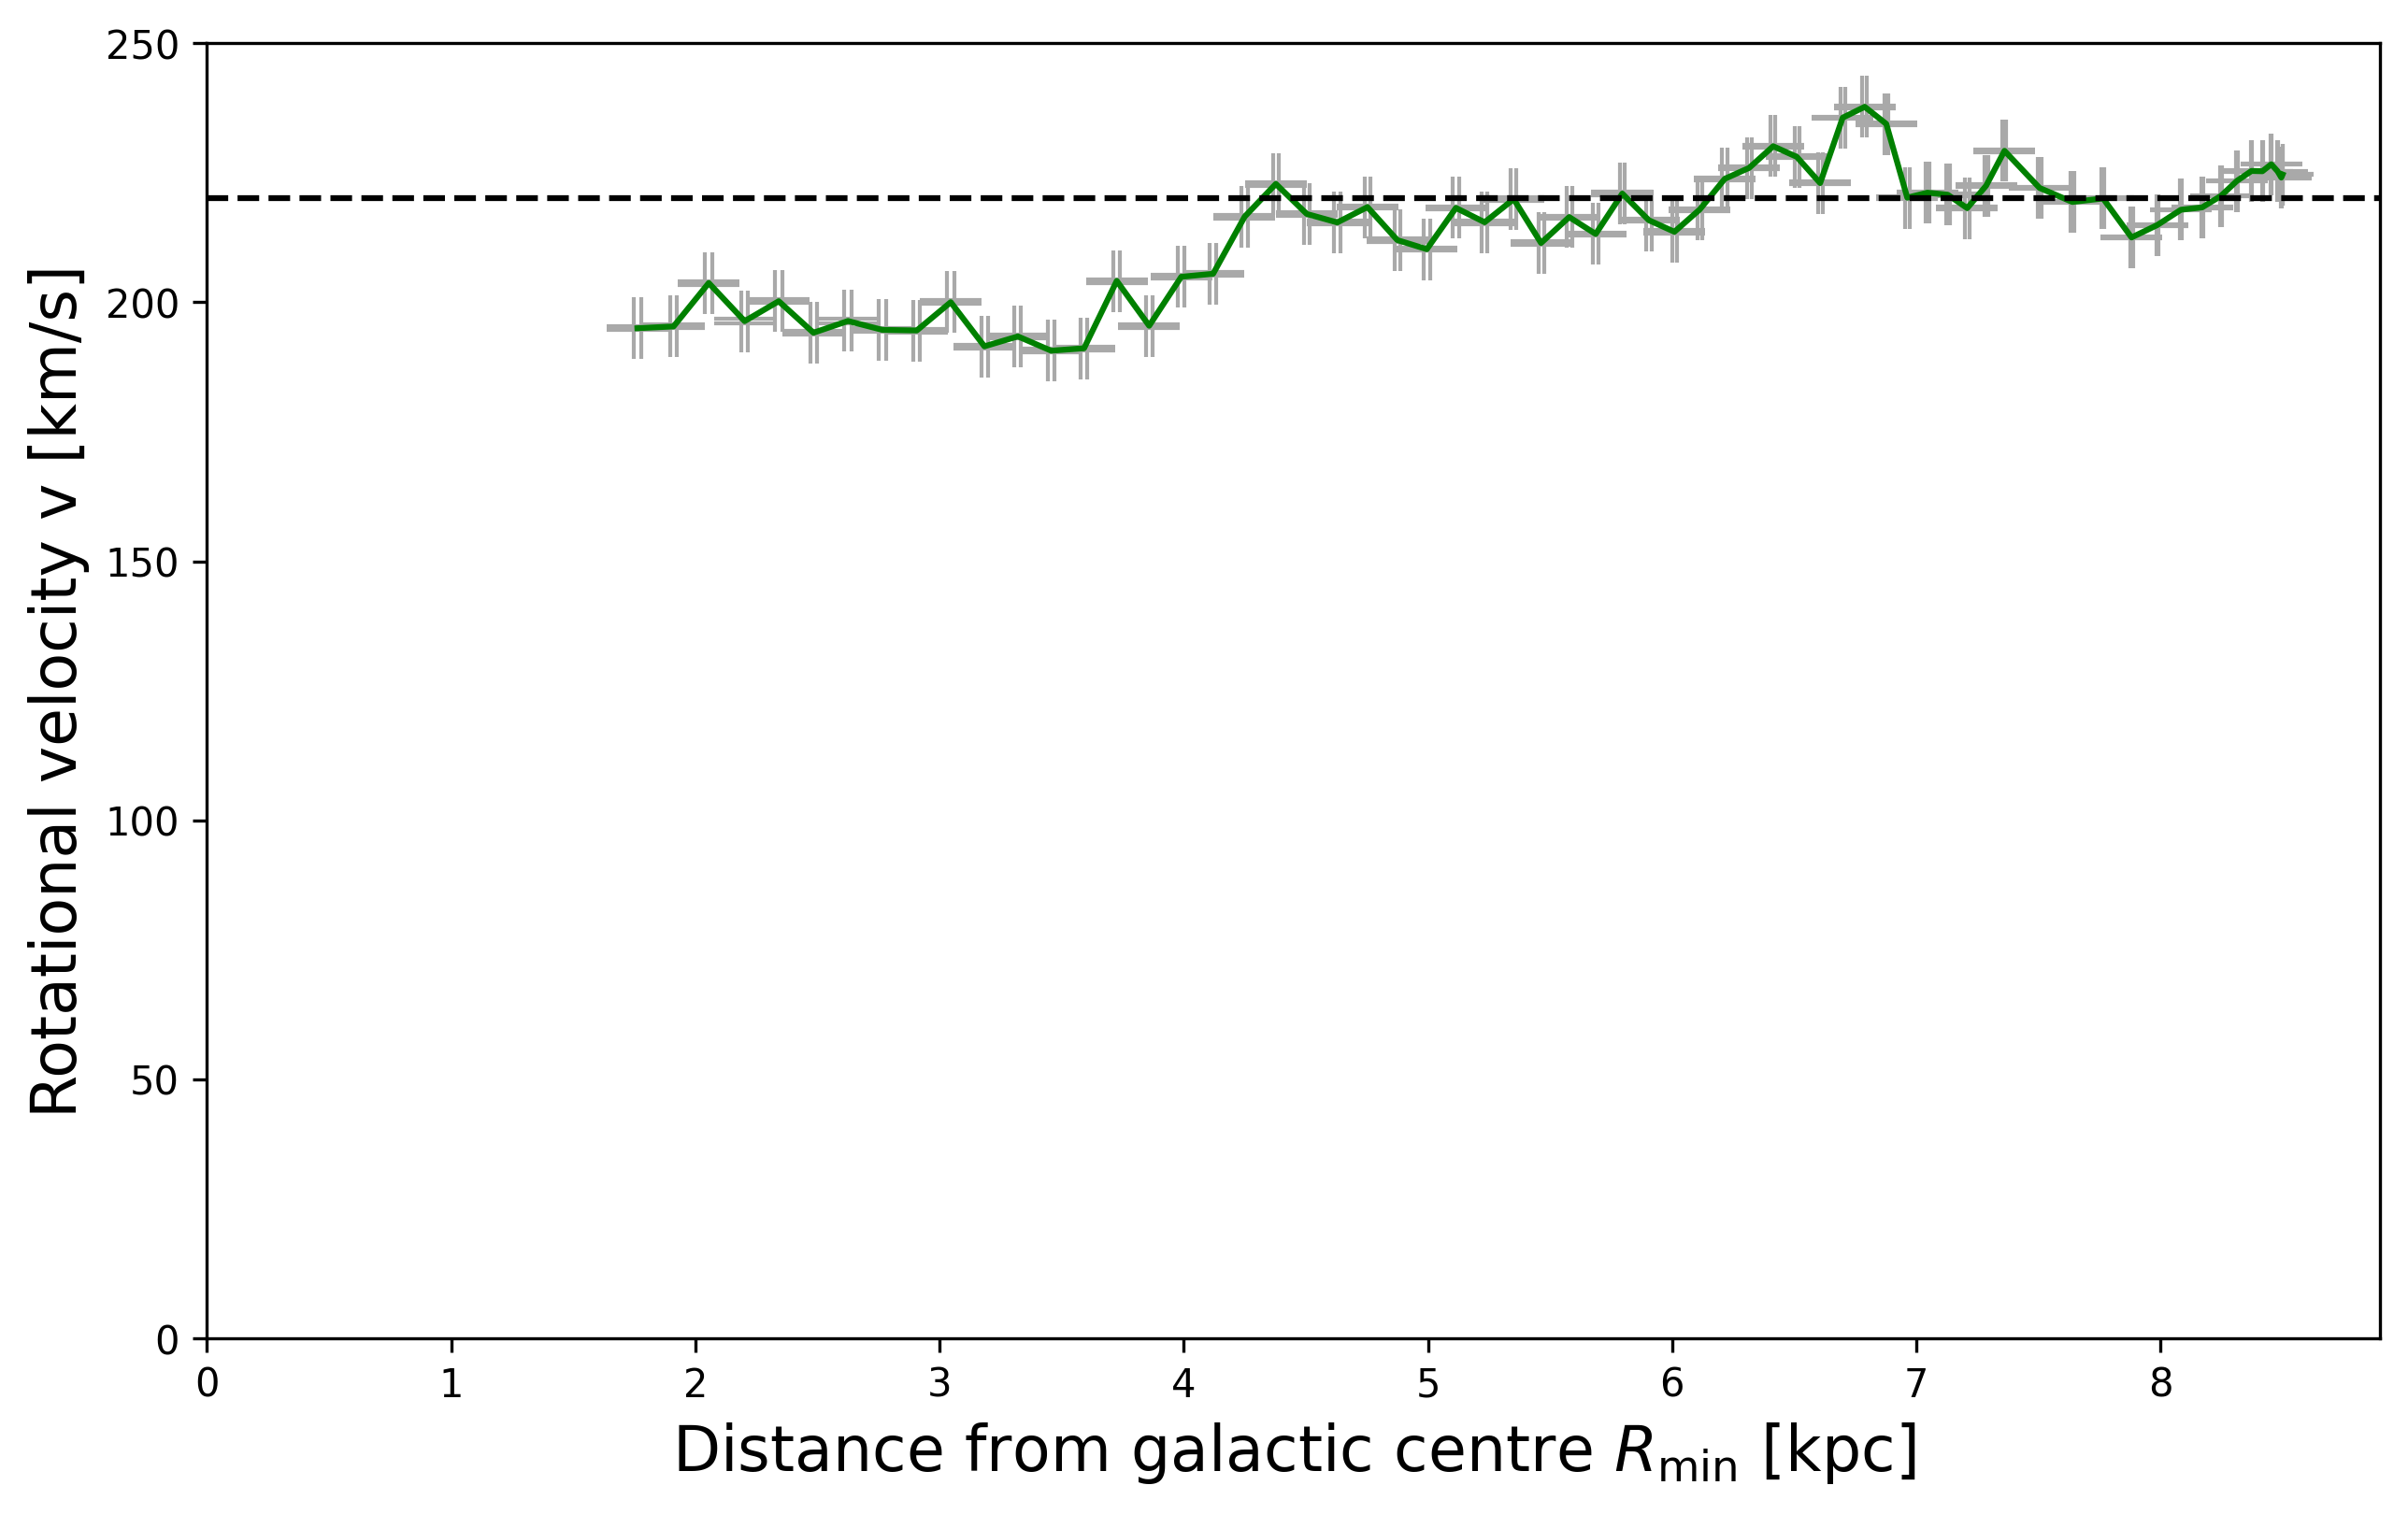 250
200
150
100
50
0
Rotational velocity v [km/s]
0 1 2 3 4 5 6 7 8
Distance from galactic centre Rmin [kpc]